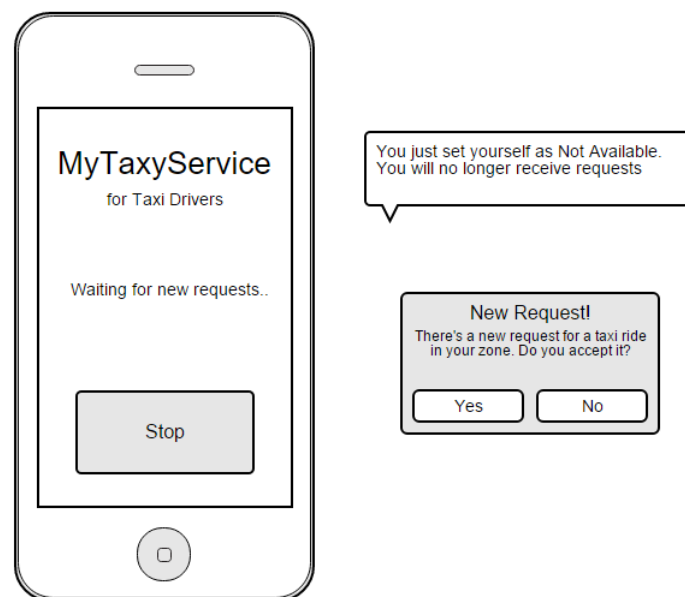 MyTaxyService
for Taxi Drivers
Waiting for new requests..
Stop
You just set yourself as Not Available.
You will no longer receive requests
New Request!
There's a new request for a taxi ride
in your zone. Do you accept it?
Yes
No